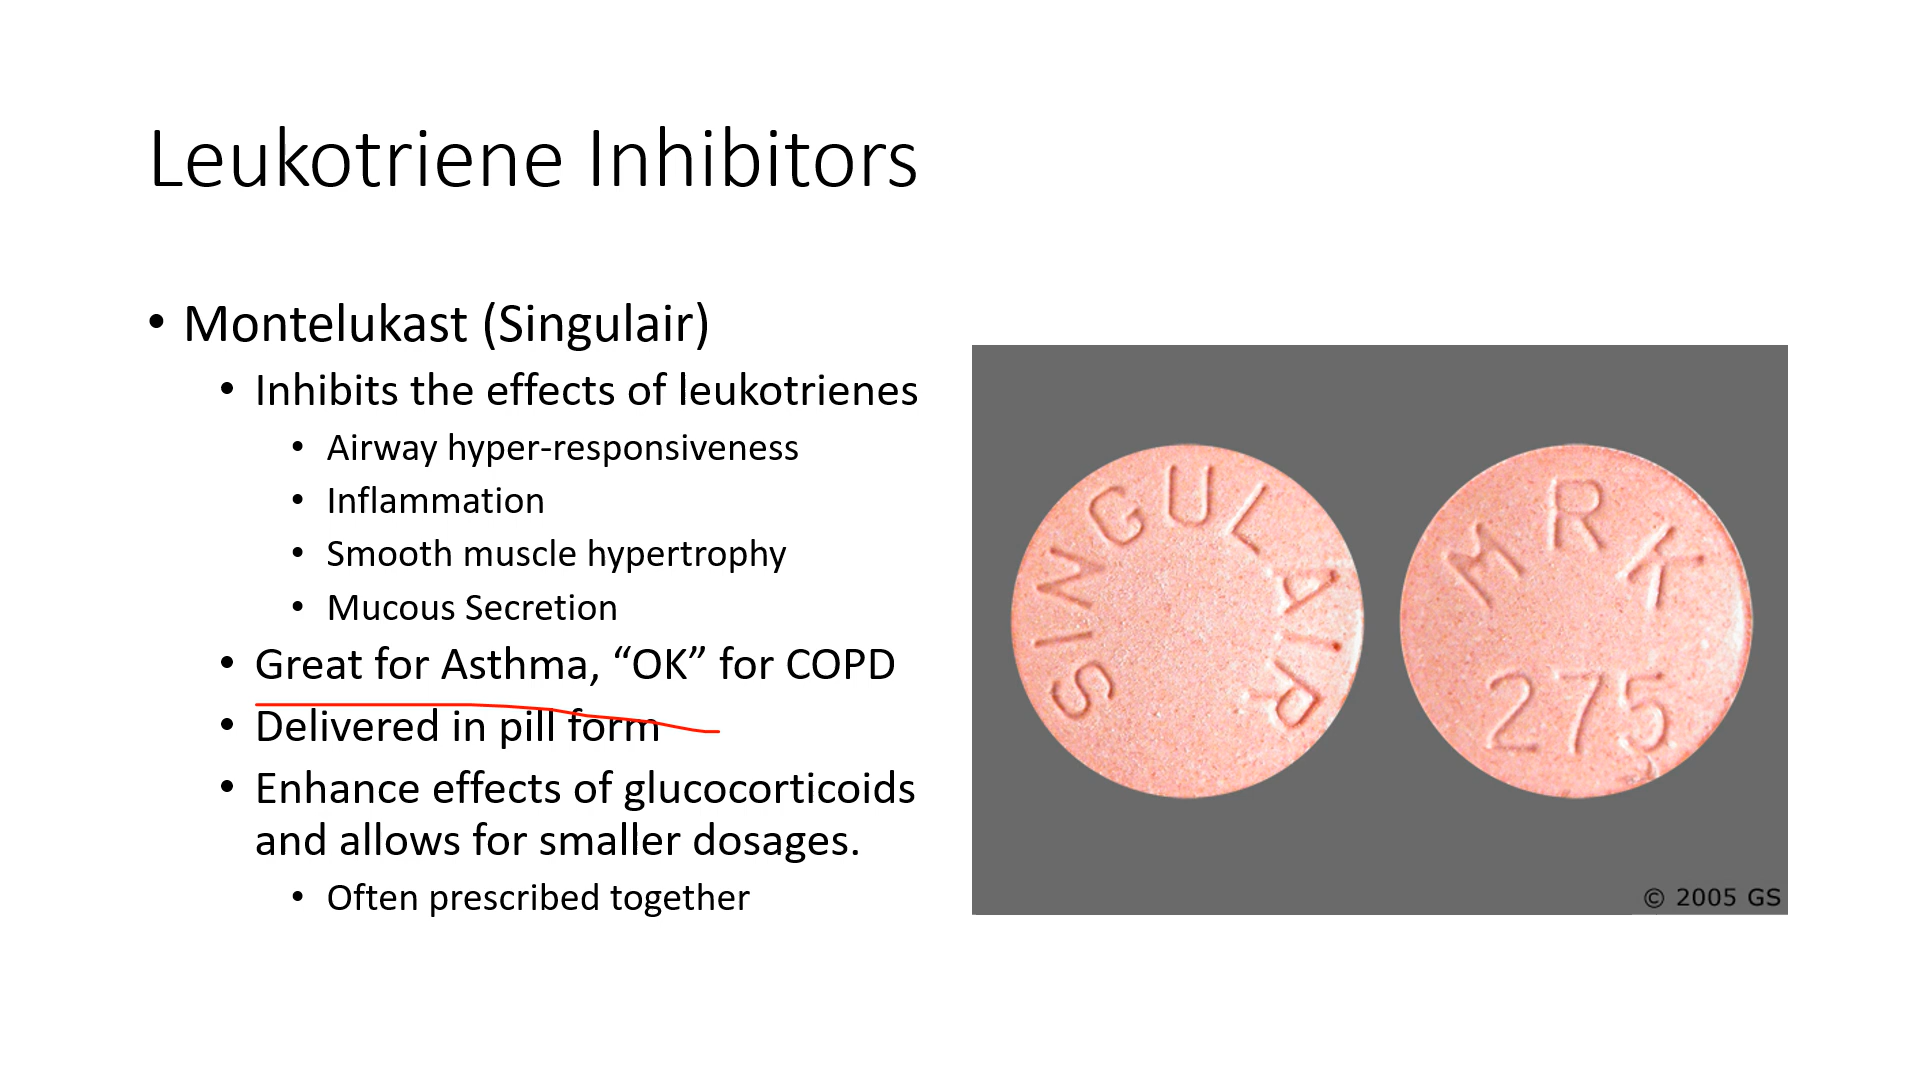 Leukotriene Inhibitors
• Montelukast (Singulair)
• Inhibits the effects of leukotrienes
• Airway hyper-responsiveness
• Inflammation
• Smooth muscle hypertrophy
• Mucous Secretion
• Great for Asthma, “OK” for COPD
• Delivered in pill form
• Enhance effects of glucocorticoids
and allows for smaller dosages.
• Often prescribed together
SINGULAIR
MRK
275
© 2005 GS